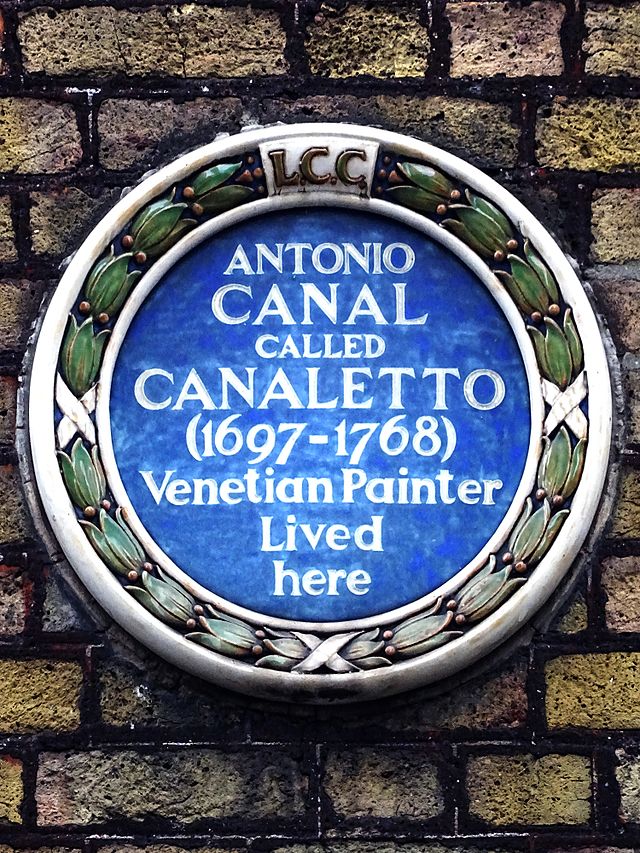 L.C.C.
ANTONIO
CANAL
CALLED
CANALETTO
(1697-1768)
Venetian Painter
Lived
here